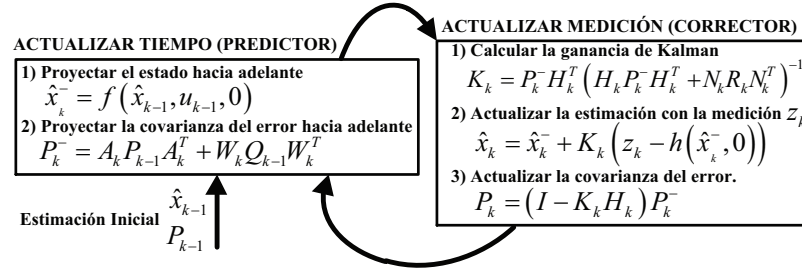 ACTUALIZAR TIEMPO (PREDICTOR)
1) Proyectar el estado hacia adelante
x̂ₖ⁻ = f(x̂ₖ₋₁, uₖ₋₁, 0)
2) Proyectar la covarianza del error hacia adelante
Pₖ⁻ = AₖPₖ₋₁Aₖᵀ + WₖQₖ₋₁Wₖᵀ
Estimación Inicial
x̂ₖ₋₁
Pₖ₋₁
ACTUALIZAR MEDICIÓN (CORRECTOR)
1) Calcular la ganancia de Kalman
Kₖ = Pₖ⁻Hₖᵀ(HₖPₖ⁻Hₖᵀ + NₖRₖNₖᵀ)⁻¹
2) Actualizar la estimación con la medición zₖ
x̂ₖ = x̂ₖ⁻ + Kₖ(zₖ − h(x̂ₖ⁻, 0))
3) Actualizar la covarianza del error.
Pₖ = (I − KₖHₖ)Pₖ⁻